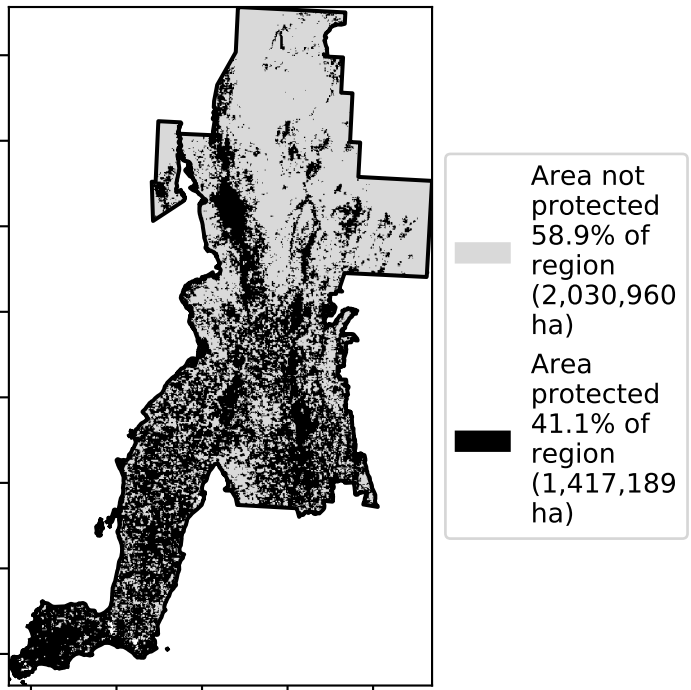 Area not
protected
58.9% of
region
(2,030,960
ha)
Area
protected
41.1% of
region
(1,417,189
ha)